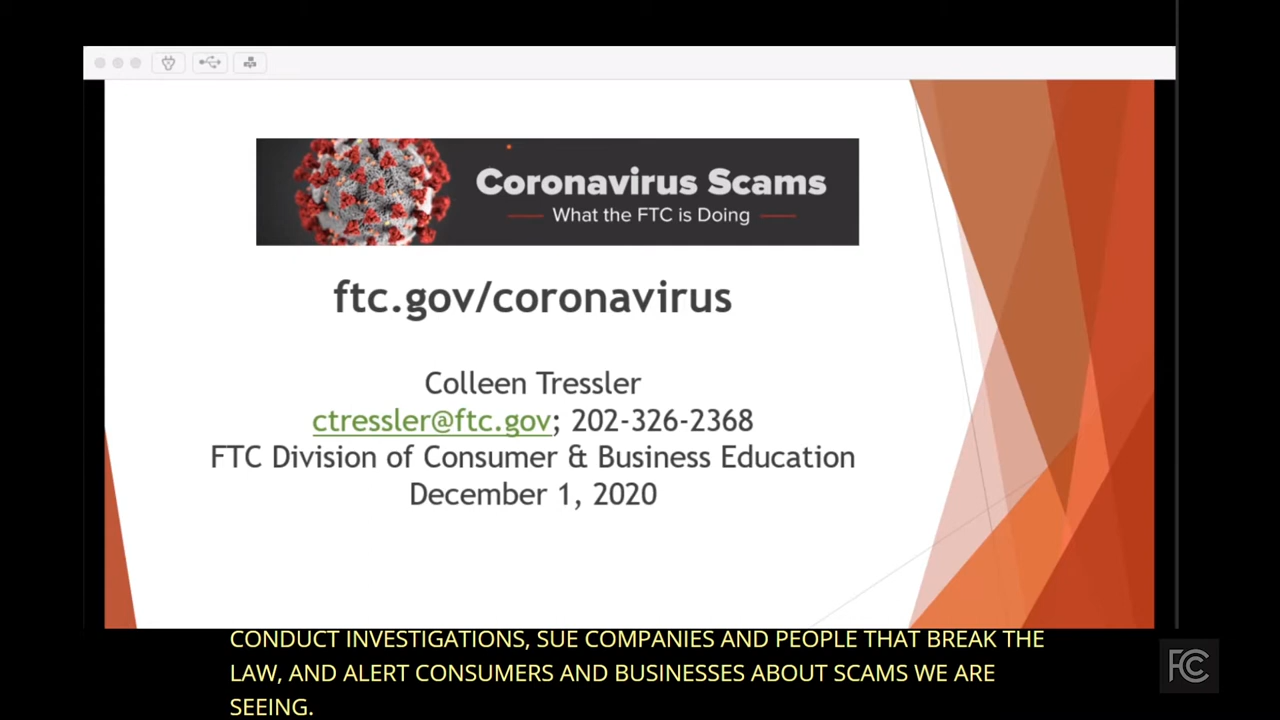 Coronavirus Scams
What the FTC is Doing
ftc.gov/coronavirus
Colleen Tressler
ctressler@ftc.gov; 202-326-2368
FTC Division of Consumer & Business Education
December 1, 2020
CONDUCT INVESTIGATIONS, SUE COMPANIES AND PEOPLE THAT BREAK THE
LAW, AND ALERT CONSUMERS AND BUSINESSES ABOUT SCAMS WE ARE
SEEING.
FCC